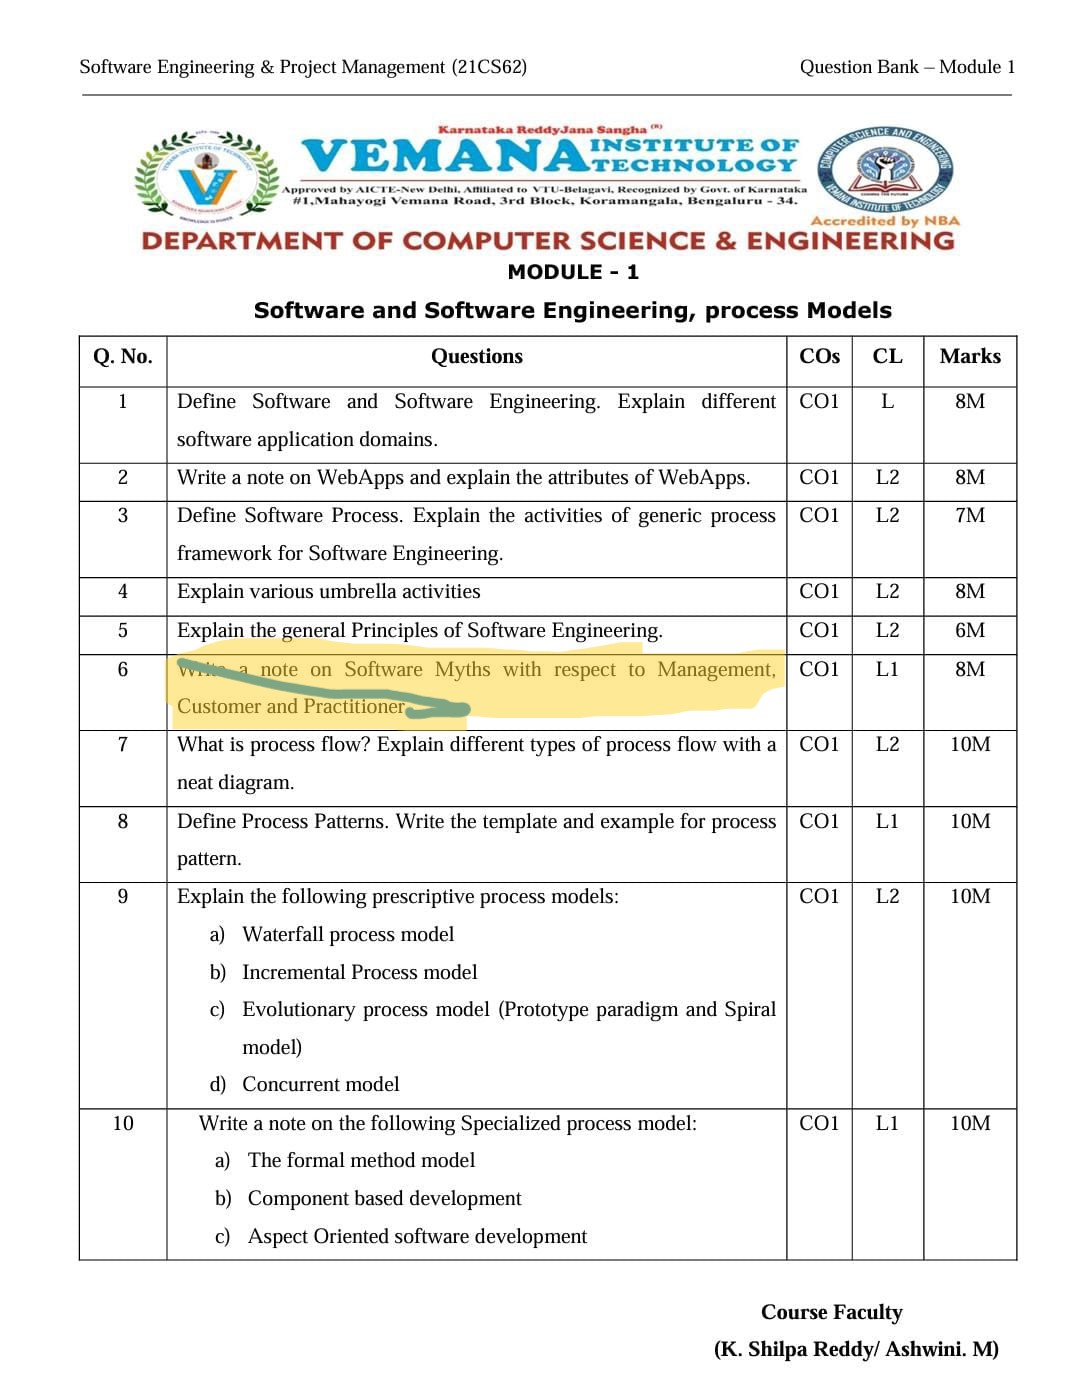 Software Engineering & Project Management (21CS62) Question Bank – Module 1
Karnataka ReddyJana Sangha (R)
VEMANA INSTITUTE OF TECHNOLOGY
Approved by AICTE-New Delhi, Affiliated to VTU-Belagavi, Recognized by Govt. of Karnataka
#1,Mahayogi Vemana Road, 3rd Block, Koramangala, Bengaluru - 34.
COMPUTER SCIENCE AND ENGINEERING
VEMANA INSTITUTE OF TECHNOLOGY
Accredited by NBA
DEPARTMENT OF COMPUTER SCIENCE & ENGINEERING
MODULE - 1
Software and Software Engineering, process Models
Q. No. Questions COs CL Marks
1 Define Software and Software Engineering. Explain different CO1 L 8M
software application domains.
2 Write a note on WebApps and explain the attributes of WebApps. CO1 L2 8M
3 Define Software Process. Explain the activities of generic process CO1 L2 7M
framework for Software Engineering.
4 Explain various umbrella activities CO1 L2 8M
5 Explain the general Principles of Software Engineering. CO1 L2 6M
6 Write a note on Software Myths with respect to Management, CO1 L1 8M
Customer and Practitioner
7 What is process flow? Explain different types of process flow with a CO1 L2 10M
neat diagram.
8 Define Process Patterns. Write the template and example for process CO1 L1 10M
pattern.
9 Explain the following prescriptive process models: CO1 L2 10M
a) Waterfall process model
b) Incremental Process model
c) Evolutionary process model (Prototype paradigm and Spiral
model)
d) Concurrent model
10 Write a note on the following Specialized process model: CO1 L1 10M
a) The formal method model
b) Component based development
c) Aspect Oriented software development
Course Faculty
(K. Shilpa Reddy/ Ashwini. M)